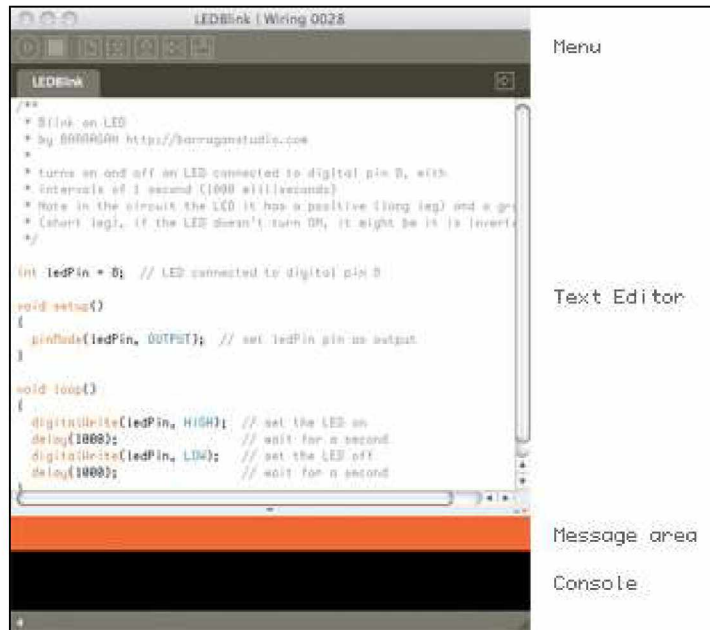 LEDBlink | Wiring 0028
Menu
LEDBlink
/**
* Blink an LED
* by BARRAGAN http://barraganstudio.com
*
* turns on and off an LED connected to digital pin 8, with
* intervals of 1 second (1000 milliseconds)
* Note in the circuit the LED it has a positive (long leg) and a gr
* (short leg), if the LED doesn't turn ON, it might be it is inverte
*/
int ledPin = 8; // LED connected to digital pin 8
Text Editor
void setup()
{
pinMode(ledPin, OUTPUT); // set ledPin pin as output
}
void loop()
{
digitalWrite(ledPin, HIGH); // set the LED on
delay(1000); // wait for a second
digitalWrite(ledPin, LOW); // set the LED off
delay(1000); // wait for a second
}
Message area
Console
4